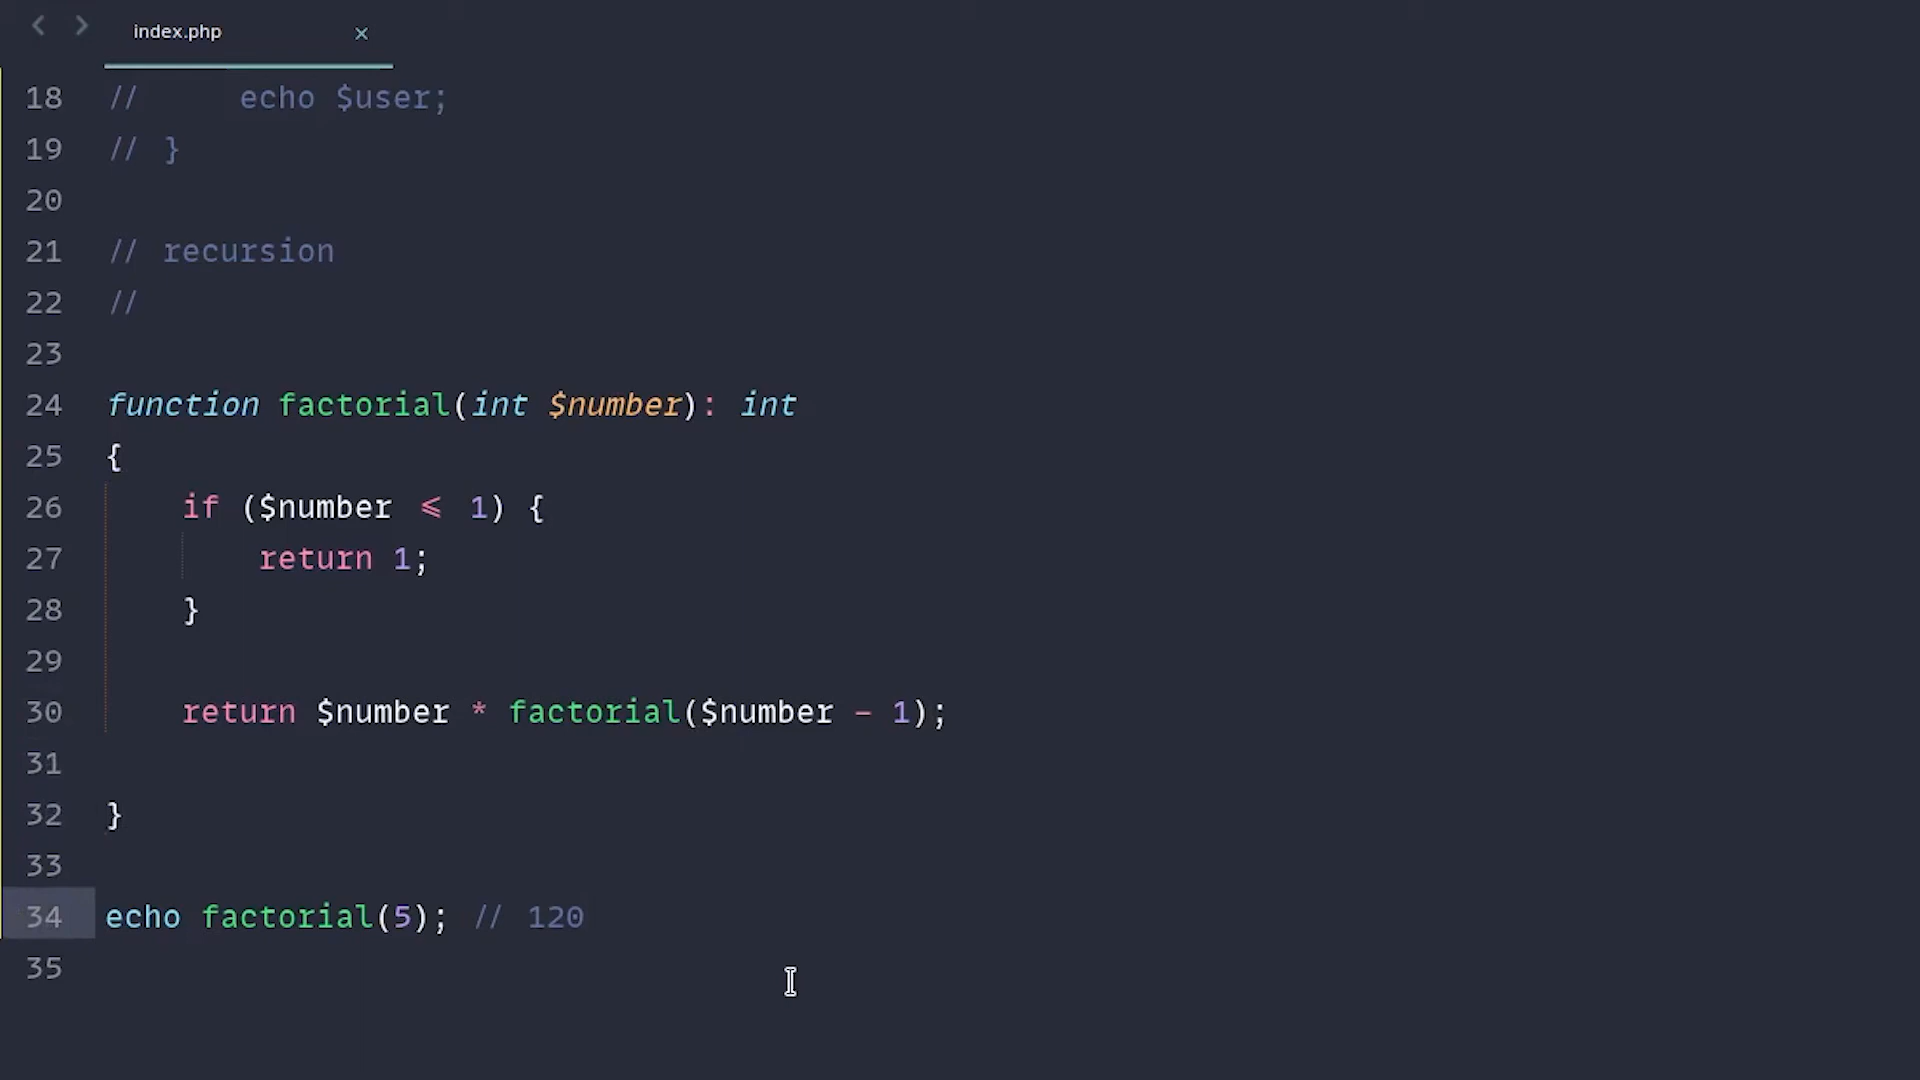 index.php ×
18 //     echo $user;
19 // }
20
21 // recursion
22 //
23
24 function factorial(int $number): int
25 {
26     if ($number ⩽ 1) {
27         return 1;
28     }
29
30     return $number * factorial($number - 1);
31
32 }
33
34 echo factorial(5); // 120
35